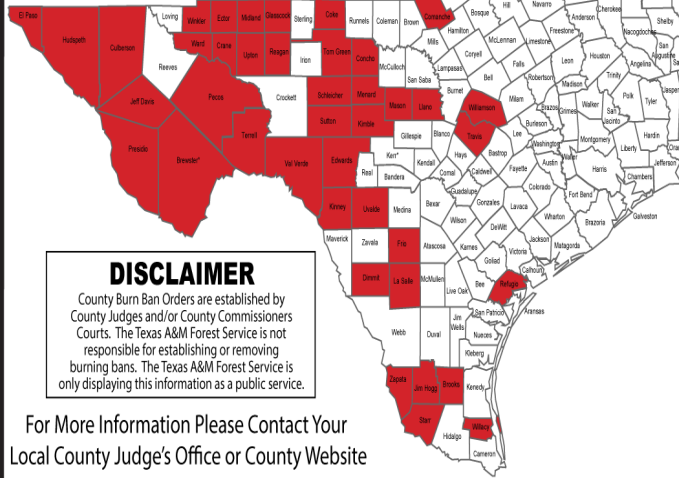 Hill
Navarro
Cherokee
Anderson
Shelby
El Paso
Loving
Winkler
Ector
Midland
Glasscock
Sterling
Coke
Runnels
Coleman
Brown
Comanche
Bosque
Hamilton
Freestone
Nacogdoches
Hudspeth
Culberson
Ward
Crane
Upton
Reagan
Irion
Tom Green
Concho
McCulloch
Mills
Coryell
McLennan
Limestone
Leon
Houston
Angelina
San
Augustine
Sa
Reeves
Lampasas
Falls
Trinity
San Saba
Bell
Robertson
Madison
Jeff Davis
Pecos
Crockett
Schleicher
Menard
Mason
Llano
Burnet
Williamson
Milam
Brazos
Grimes
Walker
San
Jacinto
Polk
Tyler
Jasper
Sutton
Kimble
Travis
Burleson
Terrell
Gillespie
Blanco
Lee
Washington
Montgomery
Liberty
Hardin
Oran
Presidio
Brewster*
Val Verde
Edwards
Kerr*
Kendall
Hays
Bastrop
Austin
Waller
Harris
Jefferson
Real
Bandera
Comal
Caldwell
Fayette
Chambers
Guadalupe
Colorado
Fort Bend
Kinney
Uvalde
Medina
Bexar
Gonzales
Lavaca
Wharton
Brazoria
Galveston
Wilson
DeWitt
Maverick
Zavala
Frio
Atascosa
Karnes
Jackson
Matagorda
Victoria
Goliad
Calhoun
Dimmit
La Salle
McMullen
Live Oak
Bee
Refugio
Aransas
San Patricio
Webb
Duval
Jim
Wells
Nueces
Kleberg
Zapata
Jim Hogg
Brooks
Kenedy
Starr
Willacy
Hidalgo
Cameron
DISCLAIMER
County Burn Ban Orders are established by
County Judges and/or County Commissioners
Courts. The Texas A&M Forest Service is not
responsible for establishing or removing
burning bans. The Texas A&M Forest Service is
only displaying this information as a public service.
For More Information Please Contact Your
Local County Judge's Office or County Website